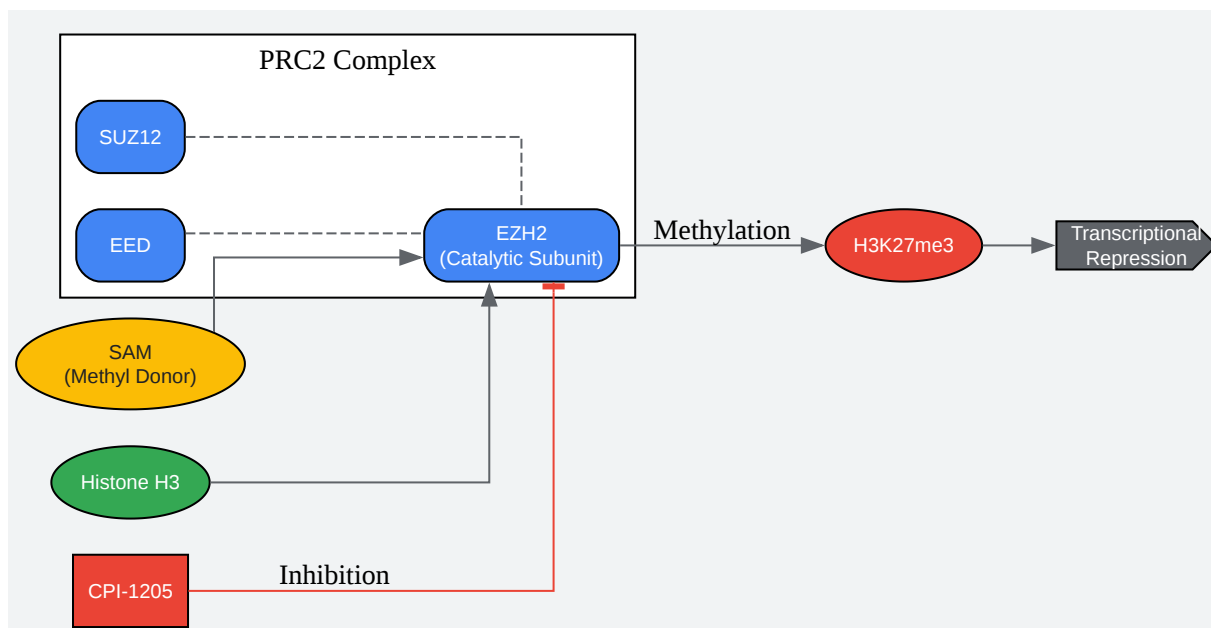 PRC2 Complex
SUZ12
EED
EZH2
(Catalytic Subunit)
Methylation
H3K27me3
Transcriptional
Repression
SAM
(Methyl Donor)
Histone H3
Inhibition
CPI-1205